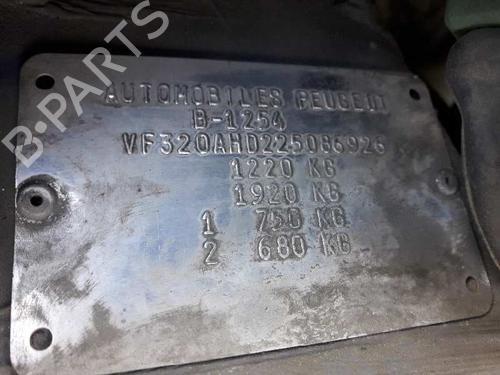 AUTOMOBILES PEUGEOT
B-1254
VF320AHD225086926
1220 KG
1920 KG
1 750 KG
2 680 KG
B-PARTS